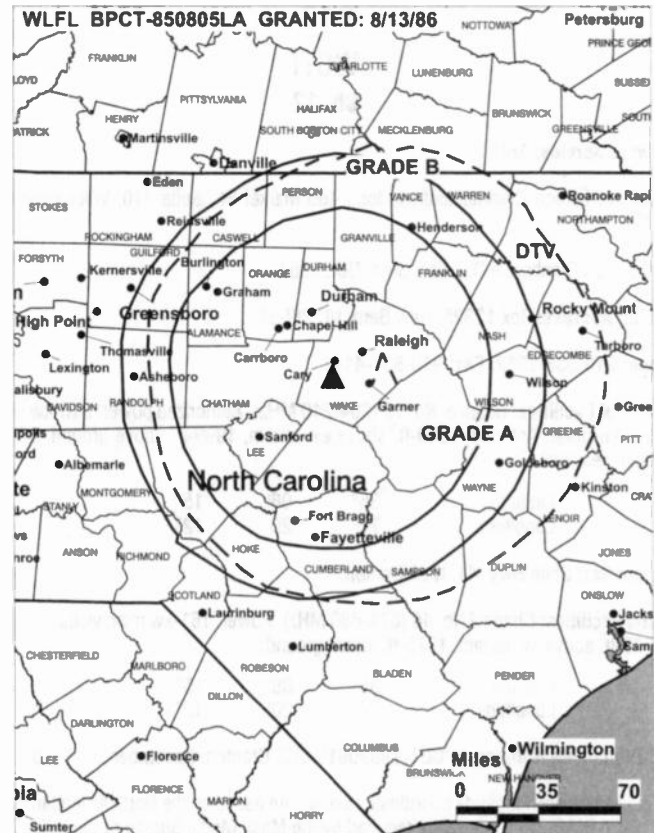 WLFL BPCT-850805LA GRANTED: 8/13/86
Petersburg
NOTTOWAY
PRINCE GEO
FRANKLIN
CHARLOTTE
LUNENBURG
SUSSE
PITTSYLVANIA
HALIFAX
BRUNSWICK
HENRY
SOUTH BOSTON CITY
MECKLENBURG
GREENSVILLE
SOUT
LOYD
PATRICK
Martinsville
Danville
GRADE B
Eden
PERSON
VANCE
WARREN
Roanoke Rapi
STOKES
Reidsville
NORTHAMPTON
ROCKINGHAM
CASWELL
GRANVILLE
Henderson
DTV
FORSYTH
GUILFORD
Burlington
ORANGE
DURHAM
FRANKLIN
Kernersville
Graham
Durham
Rocky Mount
High Point
Greensboro
ALAMANCE
Chapel Hill
NASH
Tarboro
Carrboro
Raleigh
EDGECOMBE
Thomasville
Cary
Lexington
Asheboro
WAKE
Garner
WILSON
Wilson
Salisbury
DAVIDSON
RANDOLPH
CHATHAM
Gree
GREENE
PITT
Sanford
GRADE A
LEE
Albemarle
Goldsboro
North Carolina
MONTGOMERY
WAYNE
Kinston
CRA
STANLY
LENOIR
Fort Bragg
Fayetteville
ANSON
RICHMOND
HOKE
JONES
CUMBERLAND
SAMPSON
DUPLIN
ONSLOW
SCOTLAND
Laurinburg
Jacks
Lumberton
CHESTERFIELD
MARLBORO
ROBESON
BLADEN
PENDER
DILLON
DARLINGTON
LEE
Florence
COLUMBUS
Miles
Wilmington
FLORENCE
BRUNSWICK
NEW HANOVER
MARION
0 35 70
HORRY
Sumter